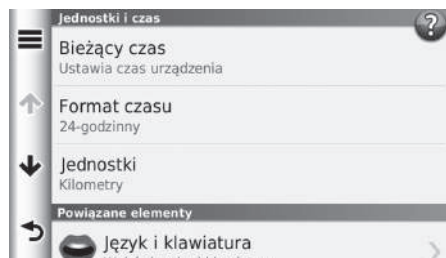 Jednostki i czas
?
Bieżący czas
Ustawia czas urządzenia
Format czasu
24-godzinny
Jednostki
Kilometry
Powiązane elementy
Język i klawiatura